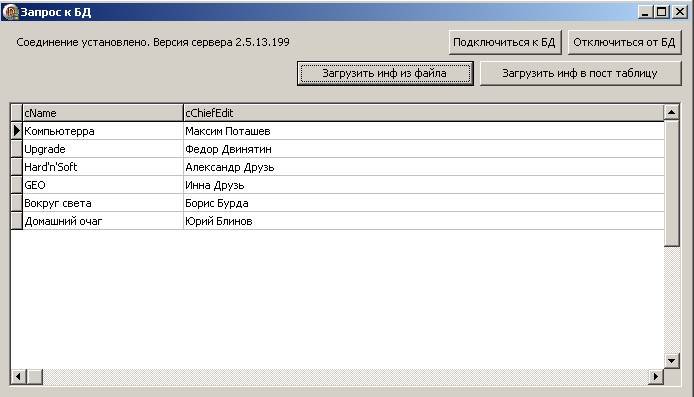 Запрос к БД
Соединение установлено. Версия сервера 2.5.13.199
Подключиться к БД
Отключиться от БД
Загрузить инф из файла
Загрузить инф в пост таблицу
cName cChiefEdit
Компьютерра Максим Поташев
Upgrade Федор Двинятин
Hard'n'Soft Александр Друзь
GEO Инна Друзь
Вокруг света Борис Бурда
Домашний очаг Юрий Блинов